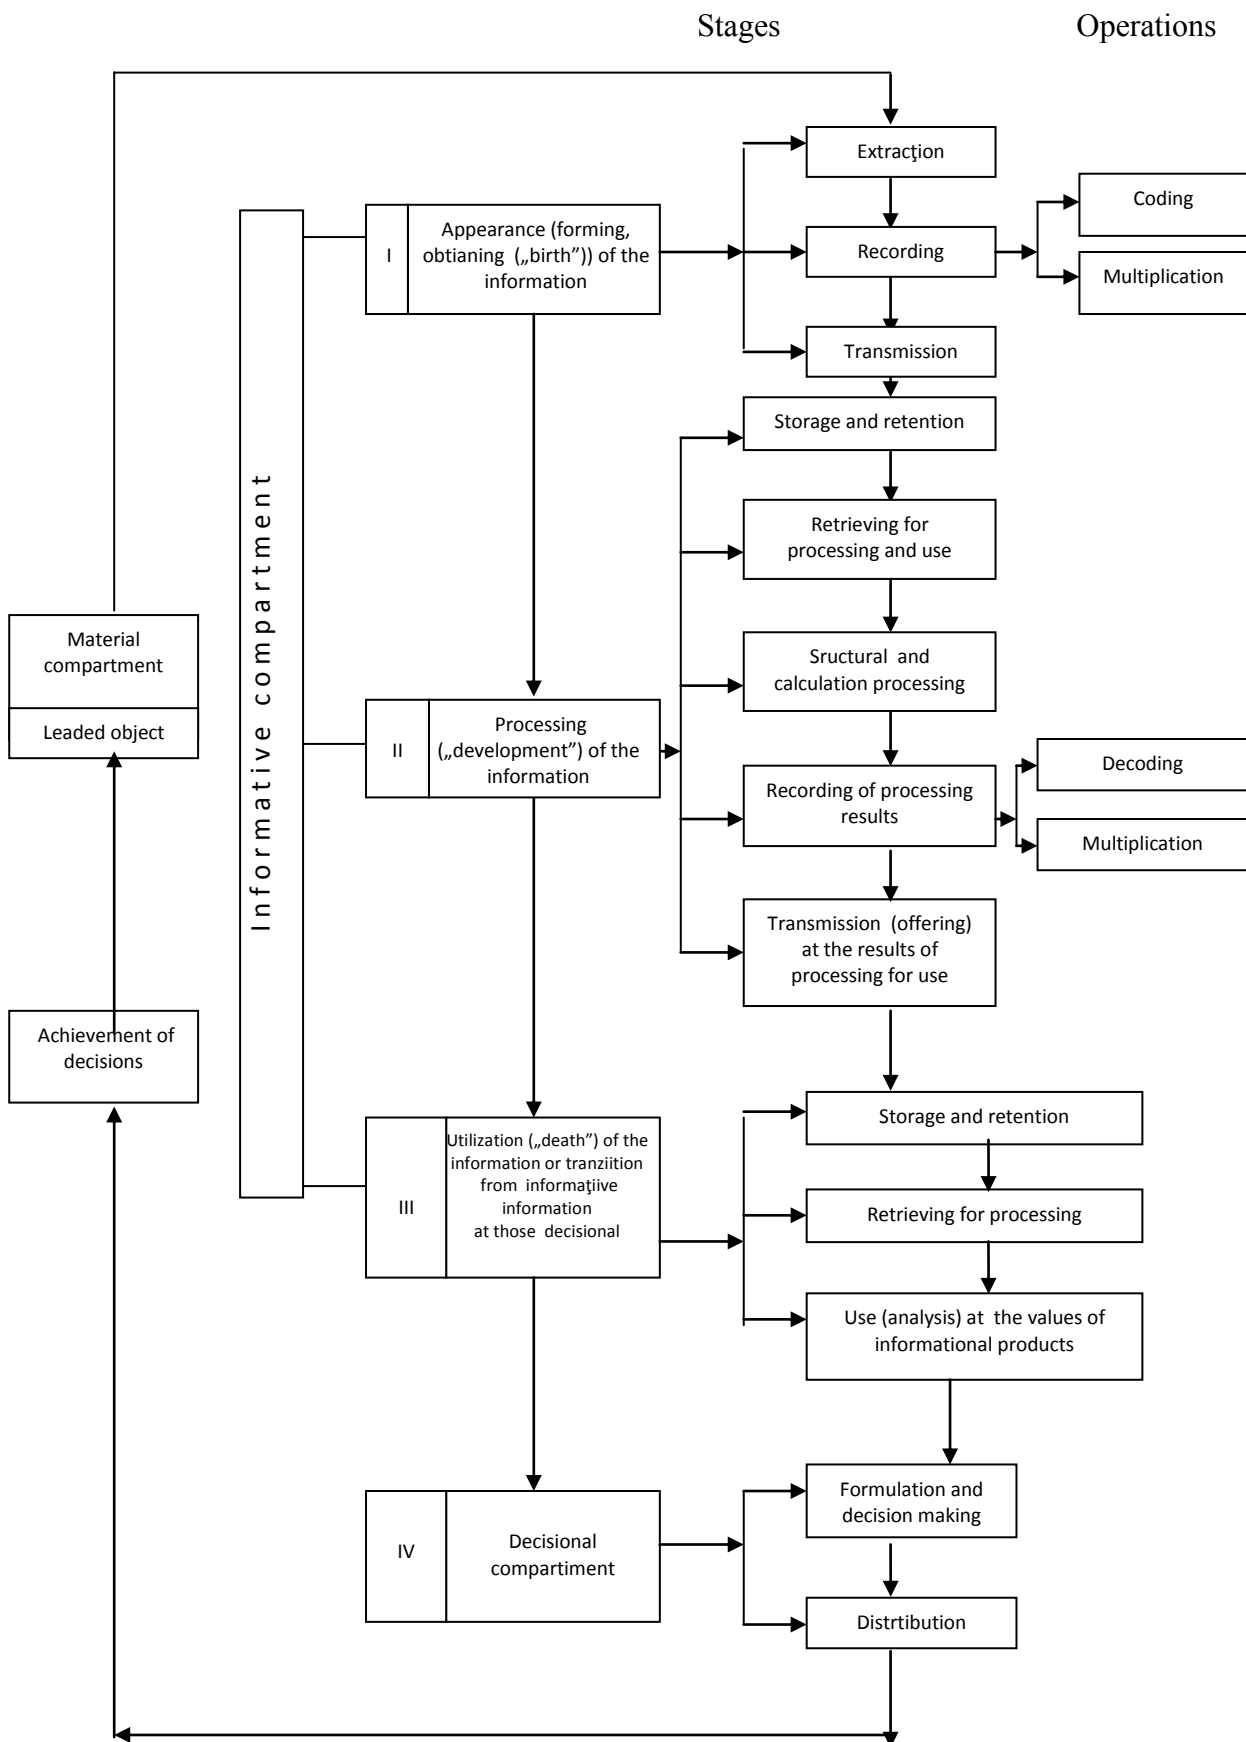 Stages
Operations
Extracţion
Coding
Appearance (forming,
I
obtianing („birth”)) of the
information
Recording
Multiplication
Transmission
Storage and retention
Informative compartment
Retrieving for
processing and use
Material
compartment
Leaded object
Sructural and
calculation processing
Processing
II
(„development”) of the
information
Recording of processing
results
Decoding
Multiplication
Transmission (offering)
at the results of
processing for use
Achievement of
decisions
Storage and retention
Utilization („death”) of the
information or tranziition
from informaţiive
III
information
at those decisional
Retrieving for processing
Use (analysis) at the values of
informational products
Formulation and
decision making
IV
Decisional
compartiment
Distrtibution